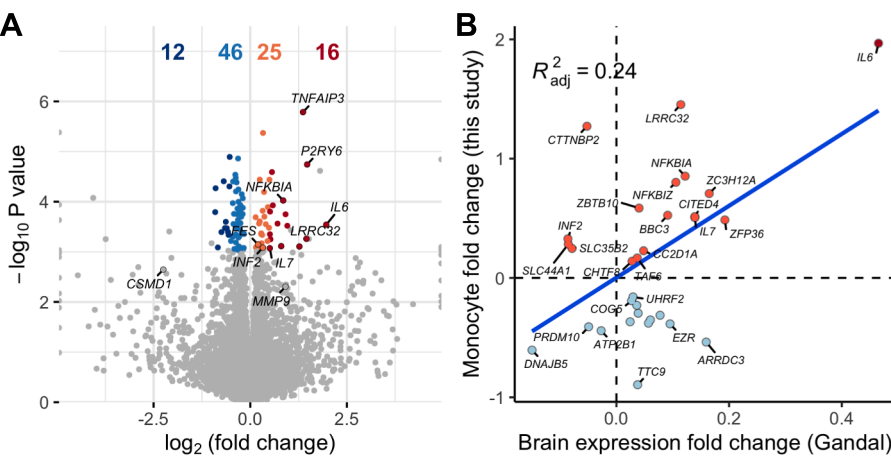 A
12 46 25 16
TNFAIP3
P2RY6
NFKBIA
IL6
FES
LRRC32
INF2
IL7
CSMD1
MMP9
6
4
2
0
-2.5
0.0
2.5
−log10 P value
log2 (fold change)
B
R2adj = 0.24
IL6
LRRC32
CTTNBP2
NFKBIA
ZC3H12A
NFKBIZ
ZBTB10
CITED4
BBC3
IL7
ZFP36
INF2
SLC35B2
CC2D1A
SLC44A1
CHTF8
TAF6
UHRF2
COG5
PRDM10
ATP2B1
EZR
ARRDC3
DNAJB5
TTC9
2
1
0
-1
0.0
0.2
0.4
Monocyte fold change (this study)
Brain expression fold change (Gandal)